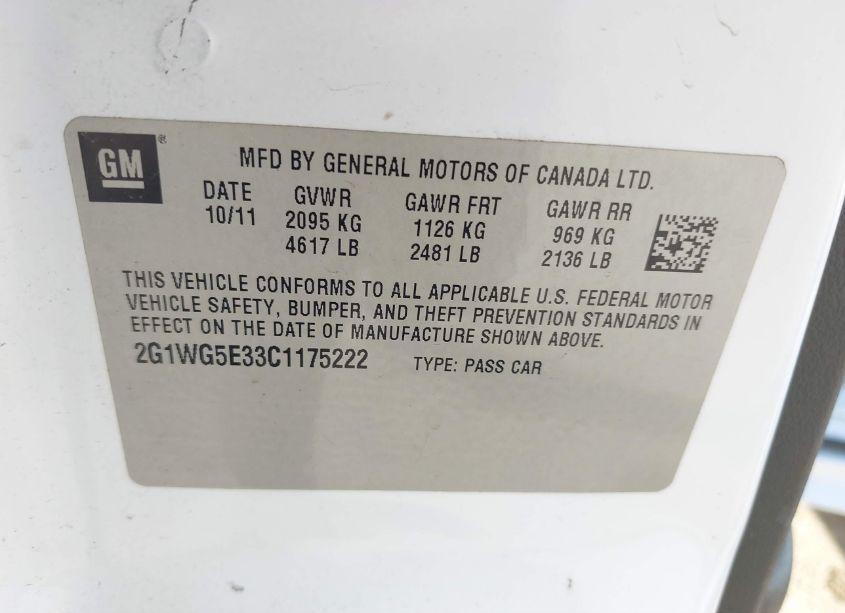 GM®
MFD BY GENERAL MOTORS OF CANADA LTD.
DATE GVWR GAWR FRT GAWR RR
10/11 2095 KG 1126 KG 969 KG
4617 LB 2481 LB 2136 LB
THIS VEHICLE CONFORMS TO ALL APPLICABLE U.S. FEDERAL MOTOR
VEHICLE SAFETY, BUMPER, AND THEFT PREVENTION STANDARDS IN
EFFECT ON THE DATE OF MANUFACTURE SHOWN ABOVE.
2G1WG5E33C1175222 TYPE: PASS CAR